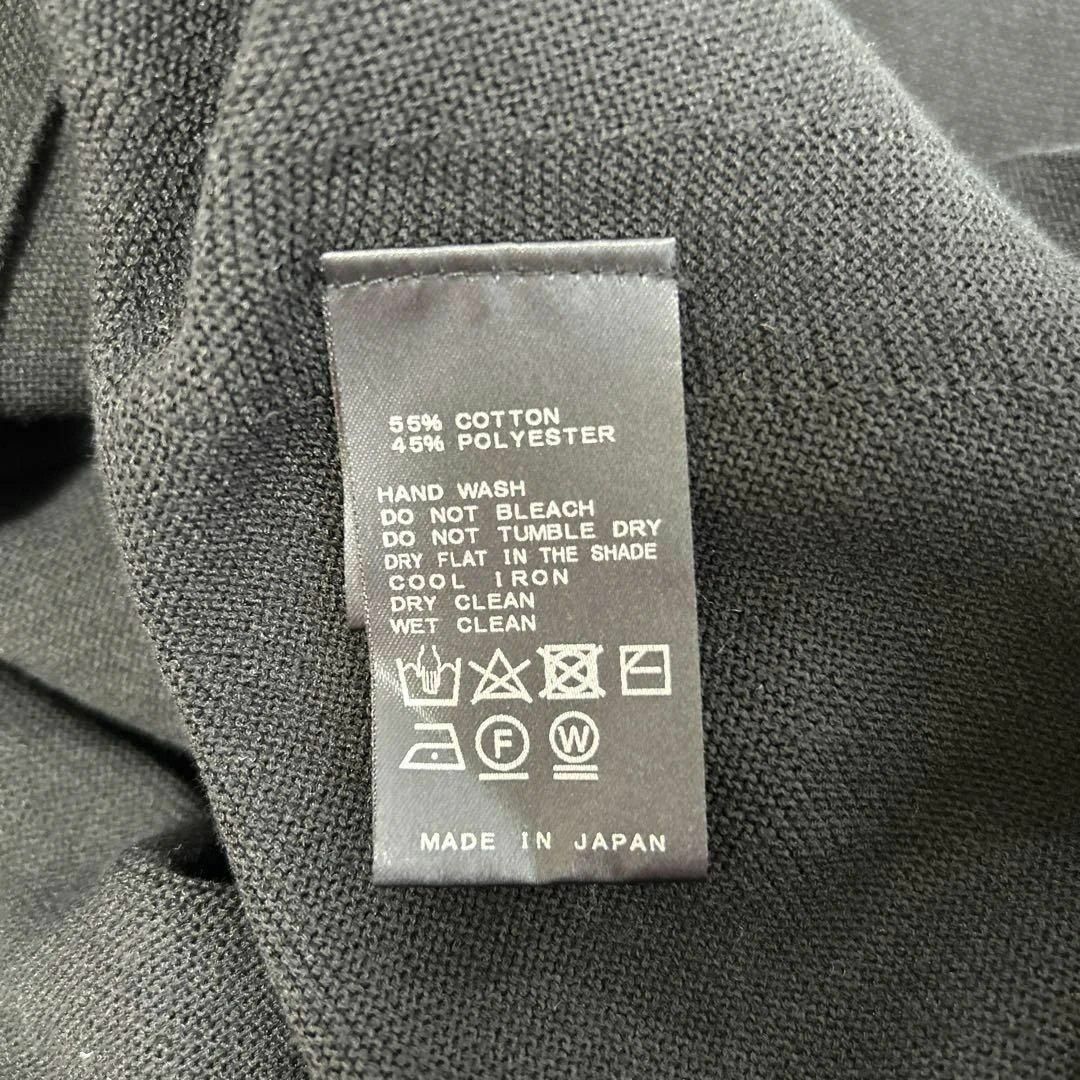 55% COTTON
45% POLYESTER
HAND WASH
DO NOT BLEACH
DO NOT TUMBLE DRY
DRY FLAT IN THE SHADE
COOL IRON
DRY CLEAN
WET CLEAN
F W
MADE IN JAPAN